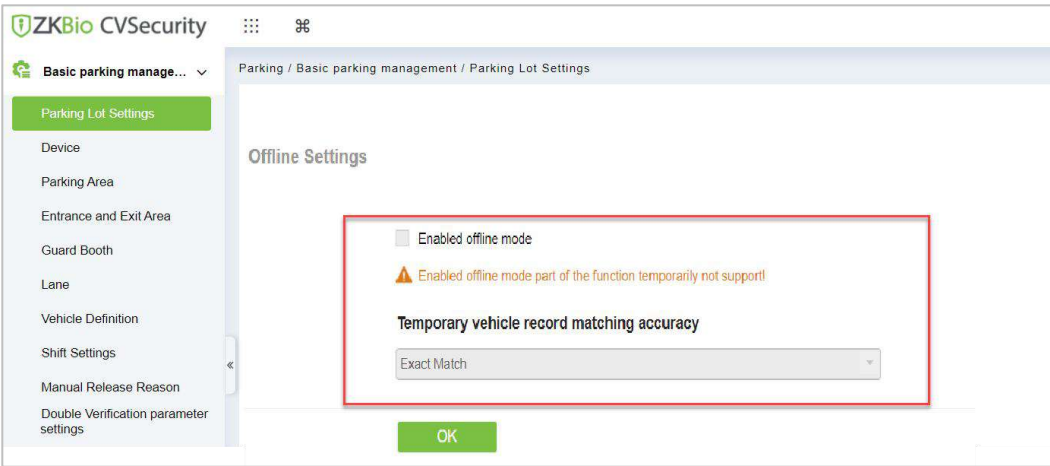 ZKBio CVSecurity
Basic parking manage...
Parking / Basic parking management / Parking Lot Settings
Parking Lot Settings
Device
Parking Area
Entrance and Exit Area
Guard Booth
Lane
Vehicle Definition
Shift Settings
Manual Release Reason
Double Verification parameter
settings
Offline Settings
Enabled offline mode
Enabled offline mode part of the function temporarily not support!
Temporary vehicle record matching accuracy
Exact Match
OK